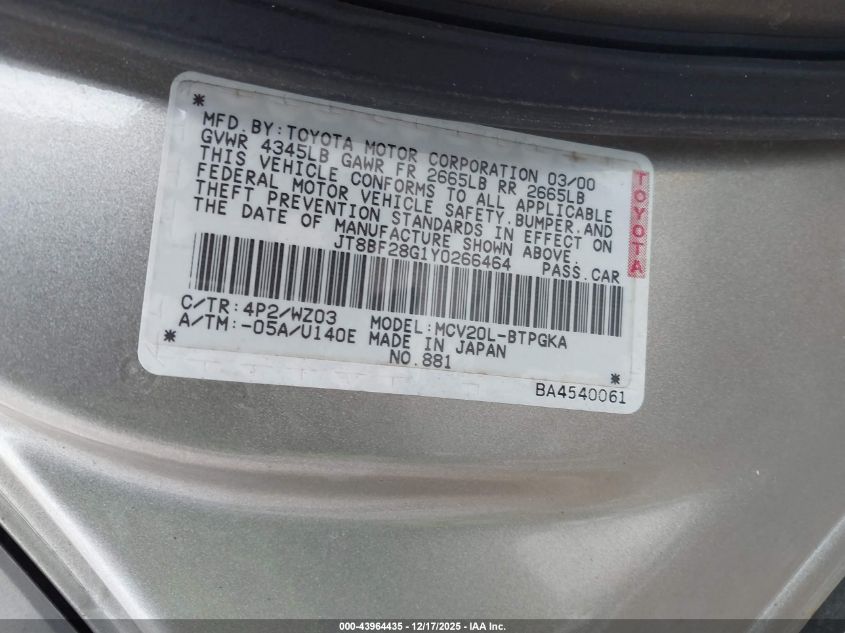 *
MFD.BY:TOYOTA MOTOR CORPORATION 03/00
GVWR 4345LB GAWR FR 2665LB RR 2665LB
THIS VEHICLE CONFORMS TO ALL APPLICABLE
FEDERAL MOTOR VEHICLE SAFETY,BUMPER,AND
THEFT PREVENTION STANDARDS IN EFFECT ON
THE DATE OF MANUFACTURE SHOWN ABOVE.
JT8BF28G1Y0266464 PASS.CAR
TOYOTA
C/TR:4P2/WZ03 MODEL:MCV20L-BTPGKA
A/TM:-05A/U140E MADE IN JAPAN
* NO.881 *
BA4540061
000-43964435 - 12/17/2025 - IAA Inc.